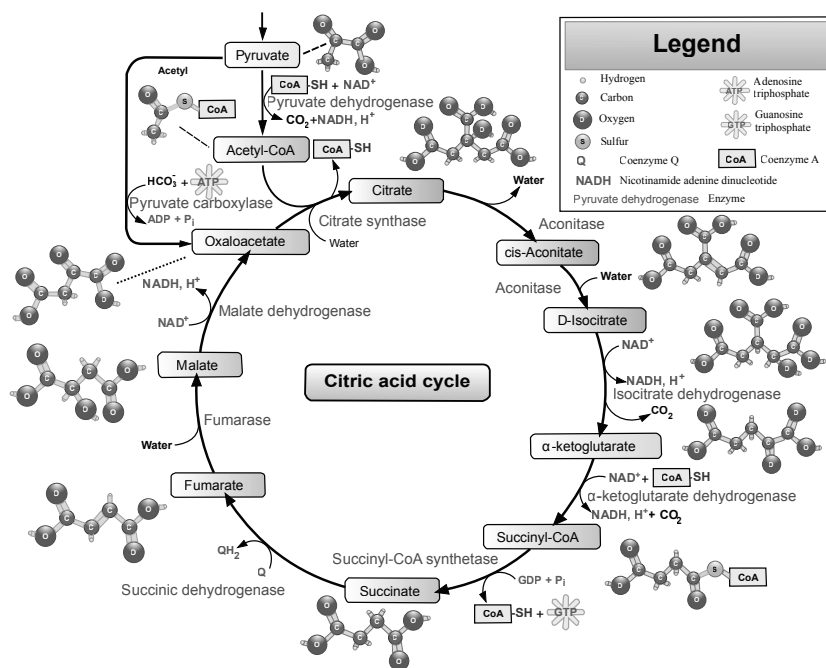 Pyruvate
Acetyl
CoA-SH + NAD+
Pyruvate dehydrogenase
CO2+NADH, H+
S
CoA
Acetyl-CoA
CoA-SH
HCO3- + ATP
Pyruvate carboxylase
ADP + Pi
Oxaloacetate
Citrate
Citrate synthase
Water
Water
Aconitase
cis-Aconitate
Water
Aconitase
D-Isocitrate
NAD+
NADH, H+
Isocitrate dehydrogenase
CO2
α-ketoglutarate
NAD++ CoA-SH
α-ketoglutarate dehydrogenase
NADH, H++ CO2
Succinyl-CoA
S
CoA
Succinyl-CoA synthetase
GDP + Pi
CoA-SH + GTP
Succinate
QH2
Q
Succinic dehydrogenase
Fumarate
Water
Fumarase
Malate
NADH, H+
NAD+
Malate dehydrogenase
Citric acid cycle
Legend
Hydrogen
C Carbon
O Oxygen
S Sulfur
Q Coenzyme Q
NADH Nicotinamide adenine dinucleotide
Pyruvate dehydrogenase Enzyme
ATP Adenosine
triphosphate
GTP Guanosine
triphosphate
CoA Coenzyme A